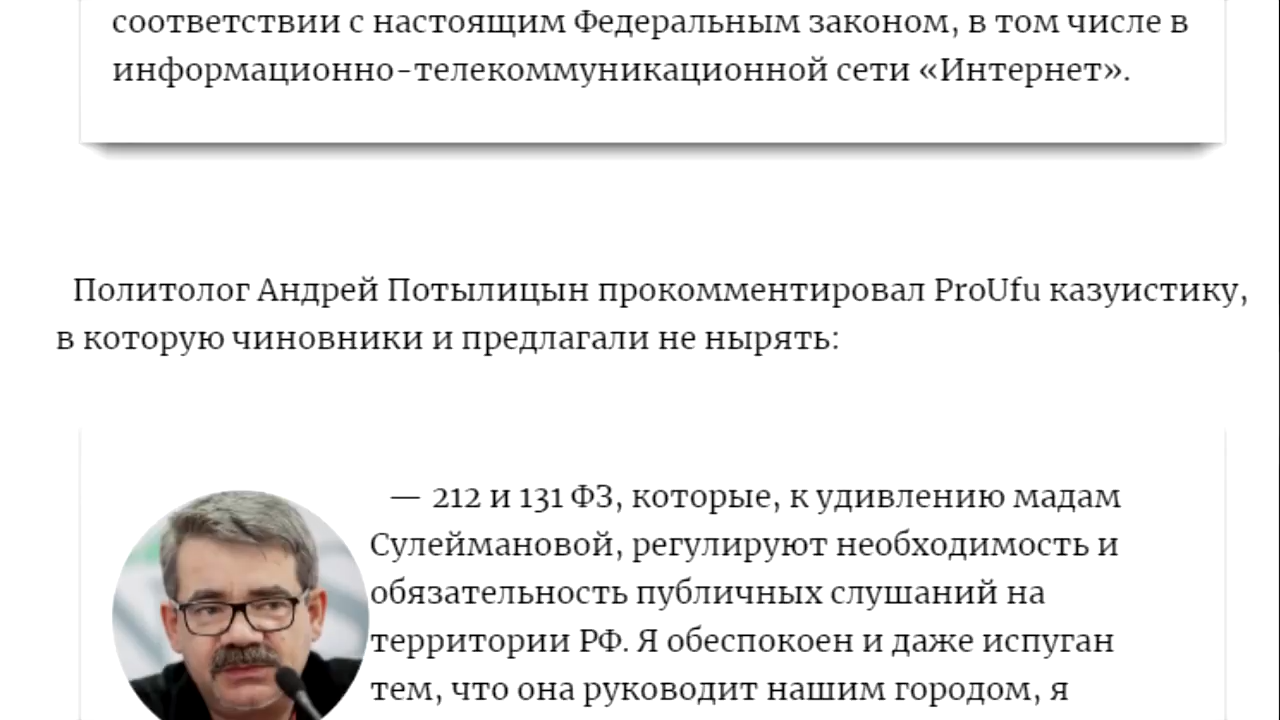 соответствии с настоящим Федеральным законом, в том числе в
информационно-телекоммуникационной сети «Интернет».
Политолог Андрей Потылицын прокомментировал ProUfu казуистику,
в которую чиновники и предлагали не нырять:
— 212 и 131 ФЗ, которые, к удивлению мадам
Сулеймановой, регулируют необходимость и
обязательность публичных слушаний на
территории РФ. Я обеспокоен и даже испуган
тем, что она руководит нашим городом, я